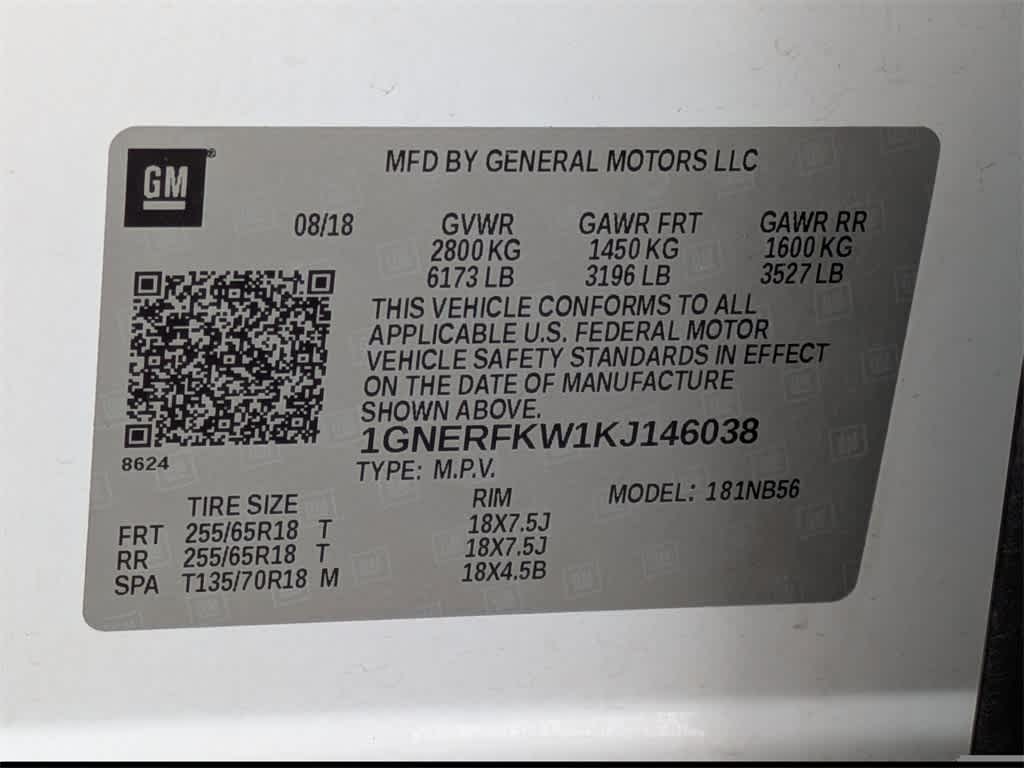 GM®
MFD BY GENERAL MOTORS LLC
08/18 GVWR GAWR FRT GAWR RR
2800 KG 1450 KG 1600 KG
6173 LB 3196 LB 3527 LB
THIS VEHICLE CONFORMS TO ALL
APPLICABLE U.S. FEDERAL MOTOR
VEHICLE SAFETY STANDARDS IN EFFECT
ON THE DATE OF MANUFACTURE
SHOWN ABOVE.
1GNERFKW1KJ146038
8624
TYPE: M.P.V.
TIRE SIZE RIM MODEL: 181NB56
FRT 255/65R18 T 18X7.5J
RR 255/65R18 T 18X7.5J
SPA T135/70R18 M 18X4.5B